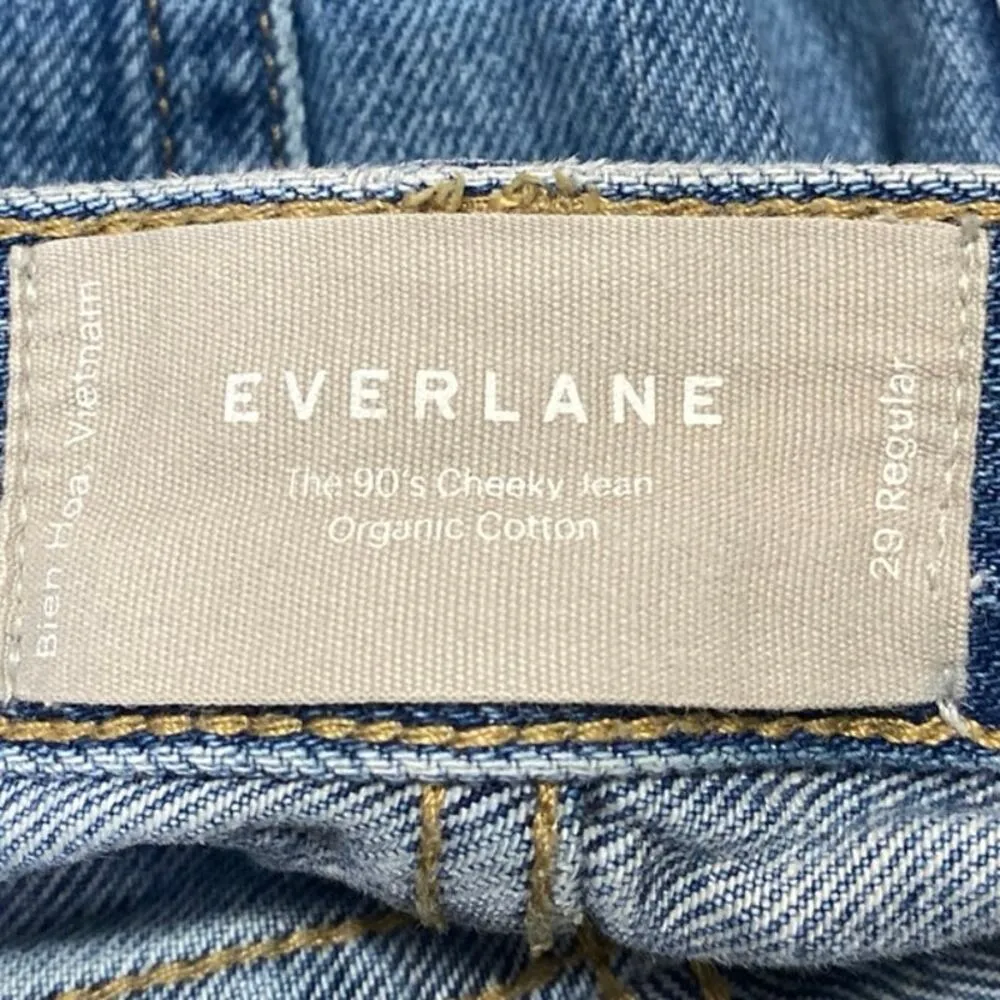 EVERLANE
The 90's Cheeky Jean
Organic Cotton
Bien Hoa, Vietnam
29 Regular